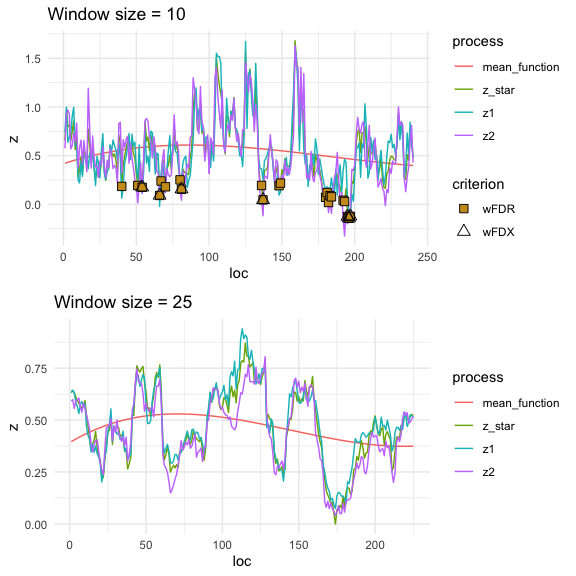 Window size = 10
1.5
1.0
0.5
0.0
z
0
50
100
150
200
250
loc
process
mean_function
z_star
z1
z2
criterion
wFDR
wFDX
Window size = 25
0.75
0.50
0.25
0.00
z
0
50
100
150
200
loc
process
mean_function
z_star
z1
z2